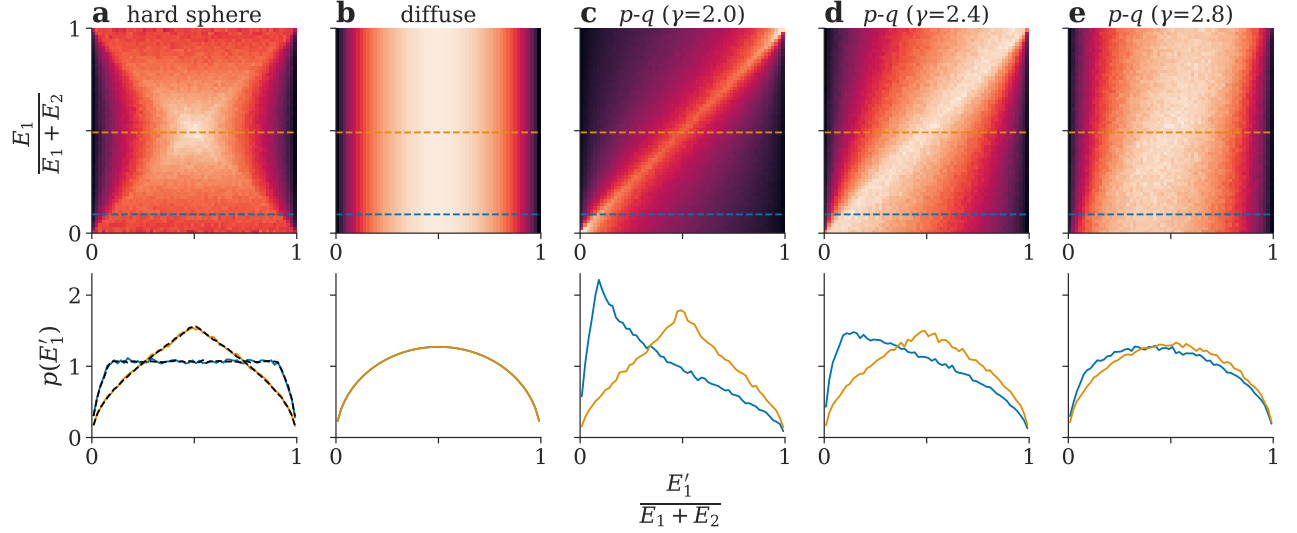 a hard sphere
b diffuse
c p-q (γ=2.0)
d p-q (γ=2.4)
e p-q (γ=2.8)
1
E₁
E₁ + E₂
0
0 1
0 1
0 1
0 1
0 1
2
p(E₁′)
1
0
0 1
0 1
0 1
0 1
0 1
E₁′
E₁ + E₂